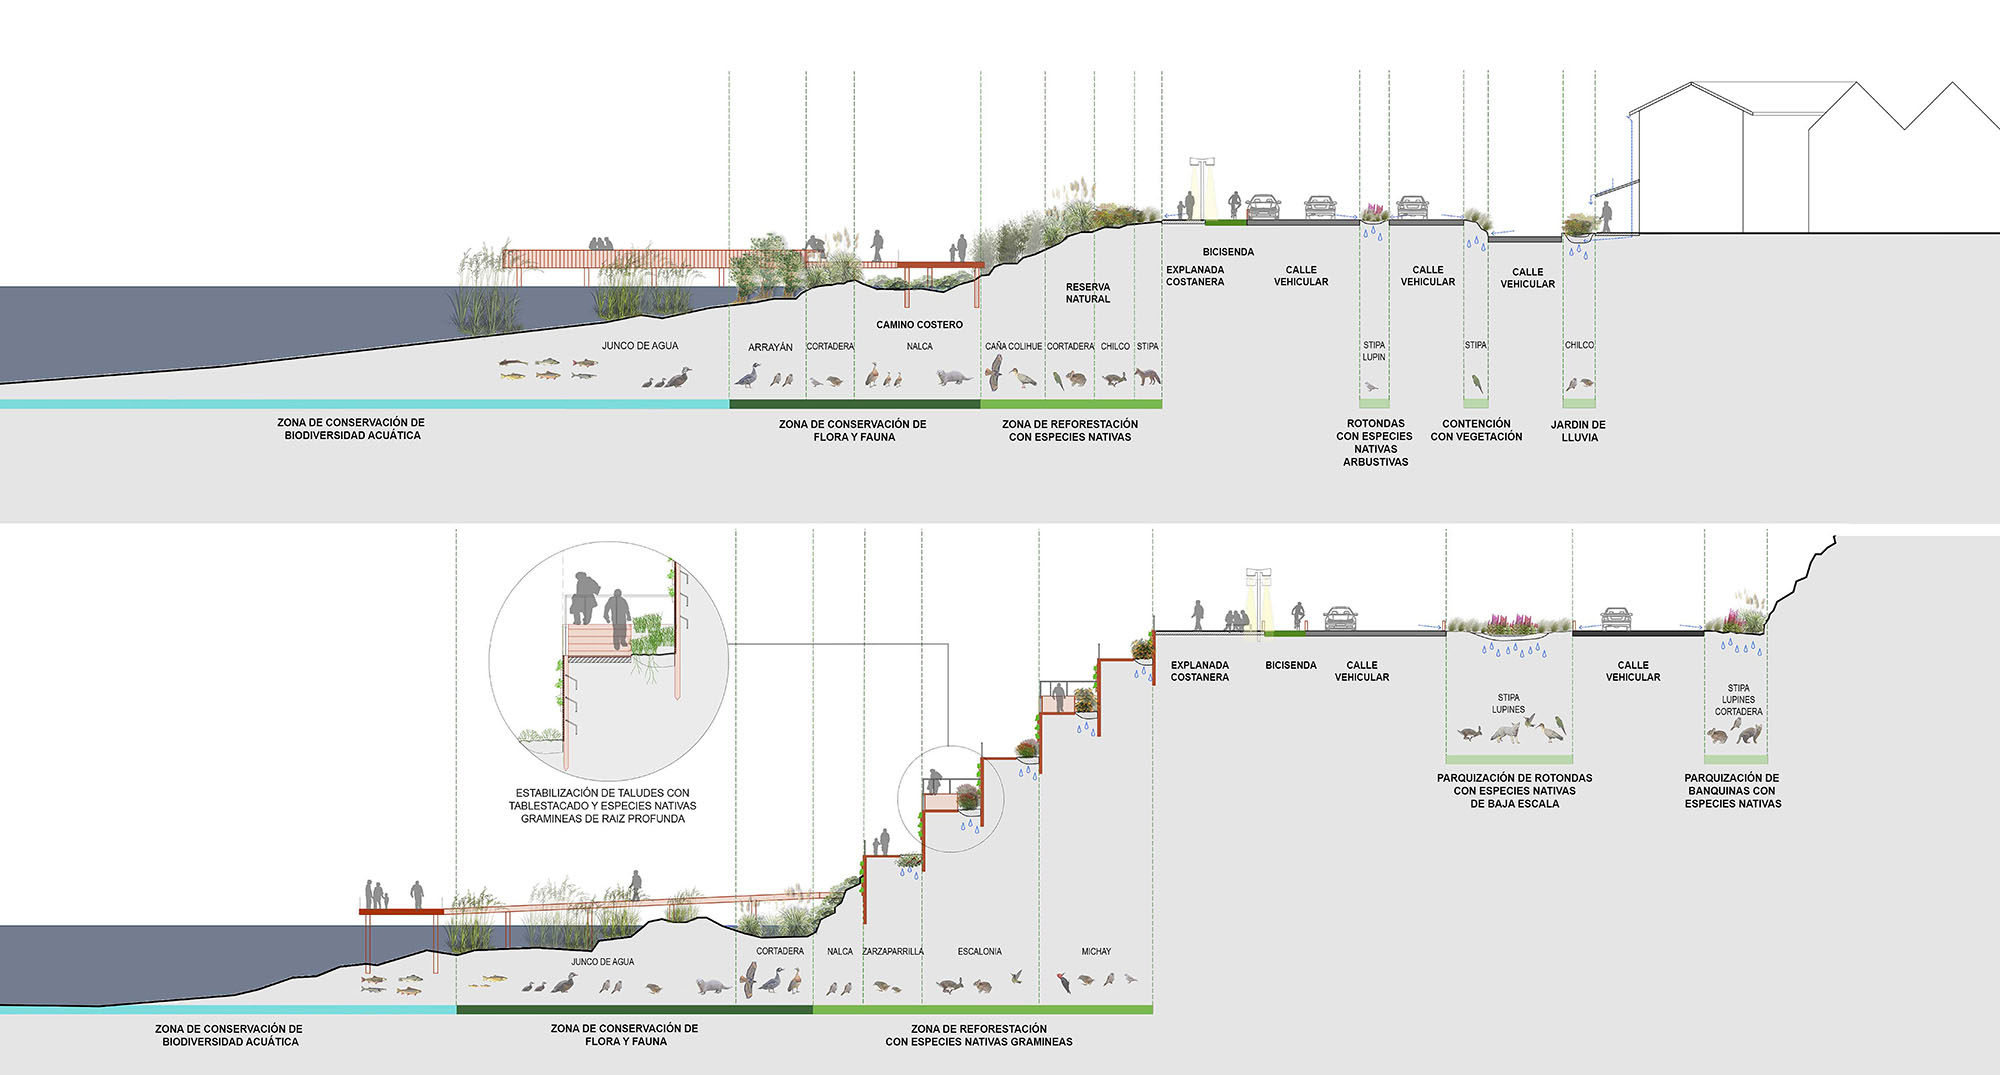 BICISENDA
EXPLANADA
COSTANERA
CALLE
VEHICULAR
CALLE
VEHICULAR
CALLE
VEHICULAR
RESERVA
NATURAL
CAMINO COSTERO
JUNCO DE AGUA
ARRAYÁN
CORTADERA
NALCA
CAÑA COLIHUE
CORTADERA
CHILCO
STIPA
STIPA
LUPIN
STIPA
CHILCO
ZONA DE CONSERVACIÓN DE
BIODIVERSIDAD ACUÁTICA
ZONA DE CONSERVACIÓN DE
FLORA Y FAUNA
ZONA DE REFORESTACIÓN
CON ESPECIES NATIVAS
ROTONDAS
CON ESPECIES
NATIVAS
ARBUSTIVAS
CONTENCIÓN
CON VEGETACIÓN
JARDIN DE
LLUVIA
ESTABILIZACIÓN DE TALUDES CON
TABLESTACADO Y ESPECIES NATIVAS
GRAMINEAS DE RAIZ PROFUNDA
EXPLANADA
COSTANERA
BICISENDA
CALLE
VEHICULAR
CALLE
VEHICULAR
STIPA
LUPINES
STIPA
LUPINES
CORTADERA
PARQUIZACIÓN DE ROTONDAS
CON ESPECIES NATIVAS
DE BAJA ESCALA
PARQUIZACIÓN DE
BANQUINAS CON
ESPECIES NATIVAS
JUNCO DE AGUA
CORTADERA
NALCA
ZARZAPARRILLA
ESCALONIA
MICHAY
ZONA DE CONSERVACIÓN DE
BIODIVERSIDAD ACUÁTICA
ZONA DE CONSERVACIÓN DE
FLORA Y FAUNA
ZONA DE REFORESTACIÓN
CON ESPECIES NATIVAS GRAMINEAS